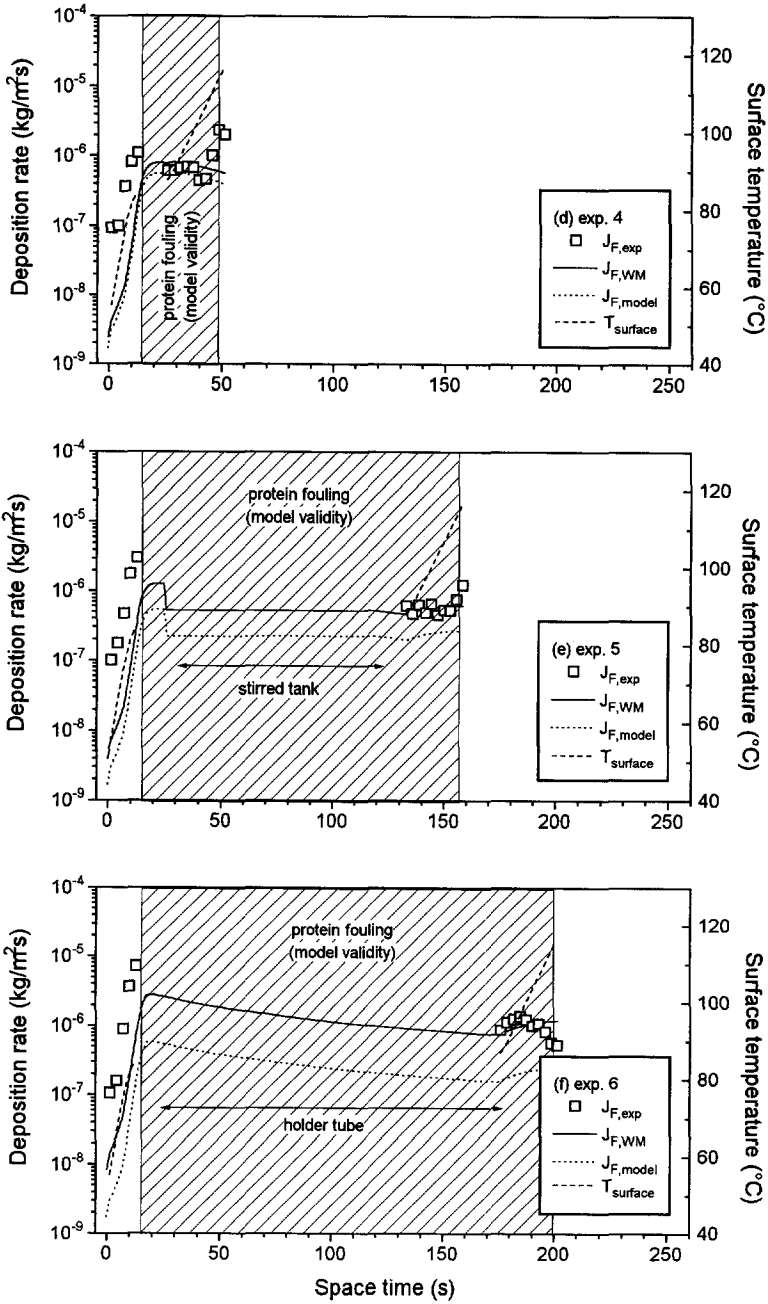 Deposition rate (kg/m²s)
10⁻⁴
10⁻⁵
10⁻⁶
10⁻⁷
10⁻⁸
10⁻⁹
protein fouling
(model validity)
(d) exp. 4
J_F,exp
J_F,WM
J_F,model
T_surface
120
100
80
60
40
Surface temperature (°C)
0
50
100
150
200
250
Deposition rate (kg/m²s)
10⁻⁴
10⁻⁵
10⁻⁶
10⁻⁷
10⁻⁸
10⁻⁹
protein fouling
(model validity)
stirred tank
(e) exp. 5
J_F,exp
J_F,WM
J_F,model
T_surface
120
100
80
60
40
Surface temperature (°C)
0
50
100
150
200
250
Deposition rate (kg/m²s)
10⁻⁴
10⁻⁵
10⁻⁶
10⁻⁷
10⁻⁸
10⁻⁹
protein fouling
(model validity)
holder tube
(f) exp. 6
J_F,exp
J_F,WM
J_F,model
T_surface
120
100
80
60
40
Surface temperature (°C)
0
50
100
150
200
250
Space time (s)